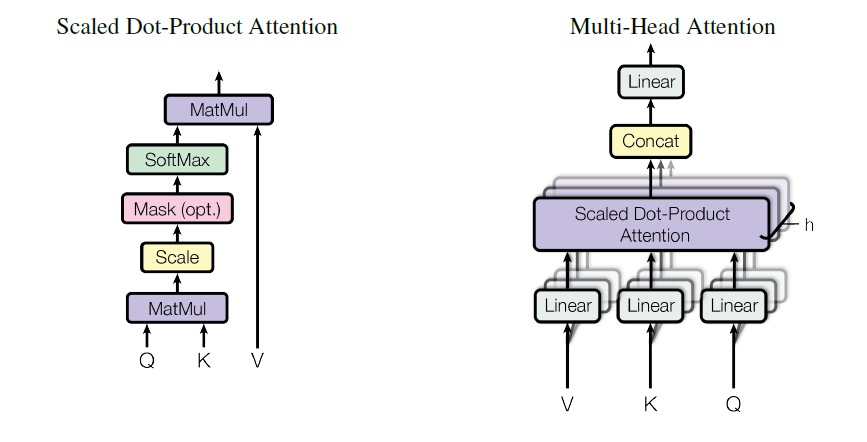 Scaled Dot-Product Attention
MatMul
SoftMax
Mask (opt.)
Scale
MatMul
Q K V
Multi-Head Attention
Linear
Concat
Scaled Dot-Product
Attention
h
Linear Linear Linear
V K Q